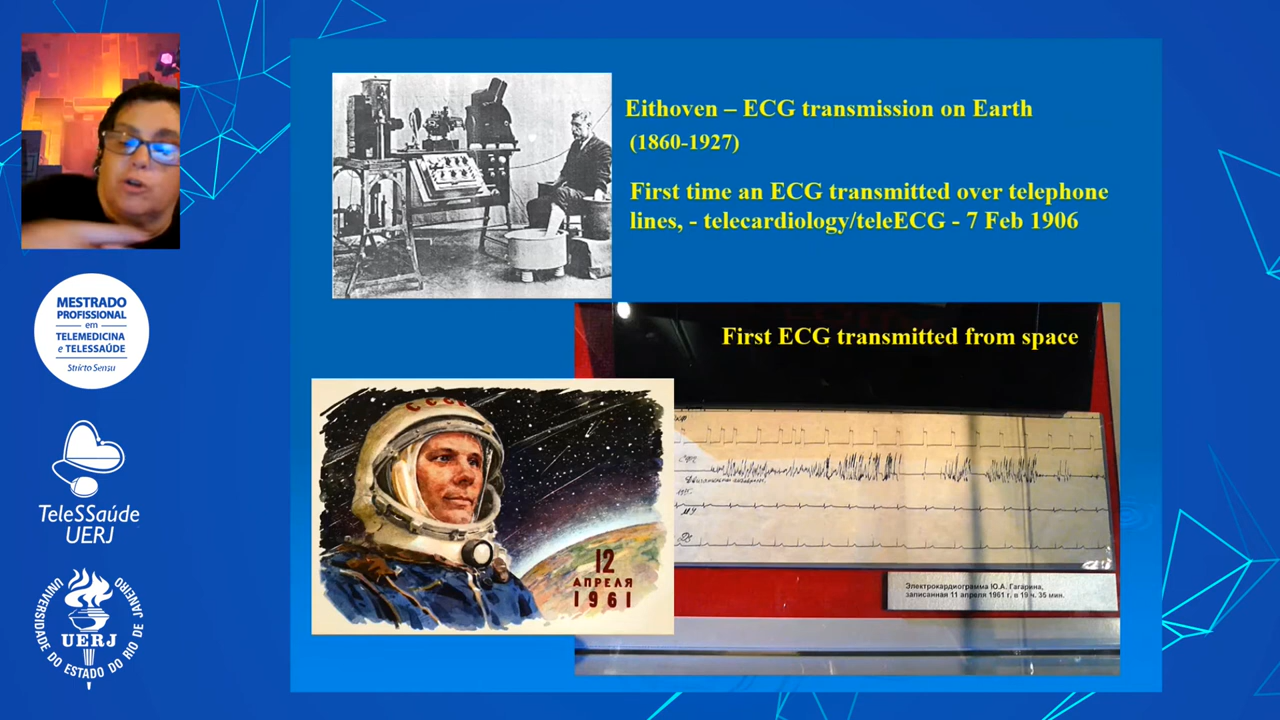 Eithoven – ECG transmission on Earth
(1860-1927)
First time an ECG transmitted over telephone
lines, - telecardiology/teleECG - 7 Feb 1906
First ECG transmitted from space
СССР
12
АПРЕЛЯ
1961
Электрокардиограмма Ю.А. Гагарина,
записанная 11 апреля 1961 г. в 19 ч. 35 мин.
MESTRADO
PROFISSIONAL
em
TELEMEDICINA
e TELESSAÚDE
Stricto Sensu
TeleSSaúde
UERJ
UERJ
UNIVERSIDADE DO ESTADO DO RIO DE JANEIRO